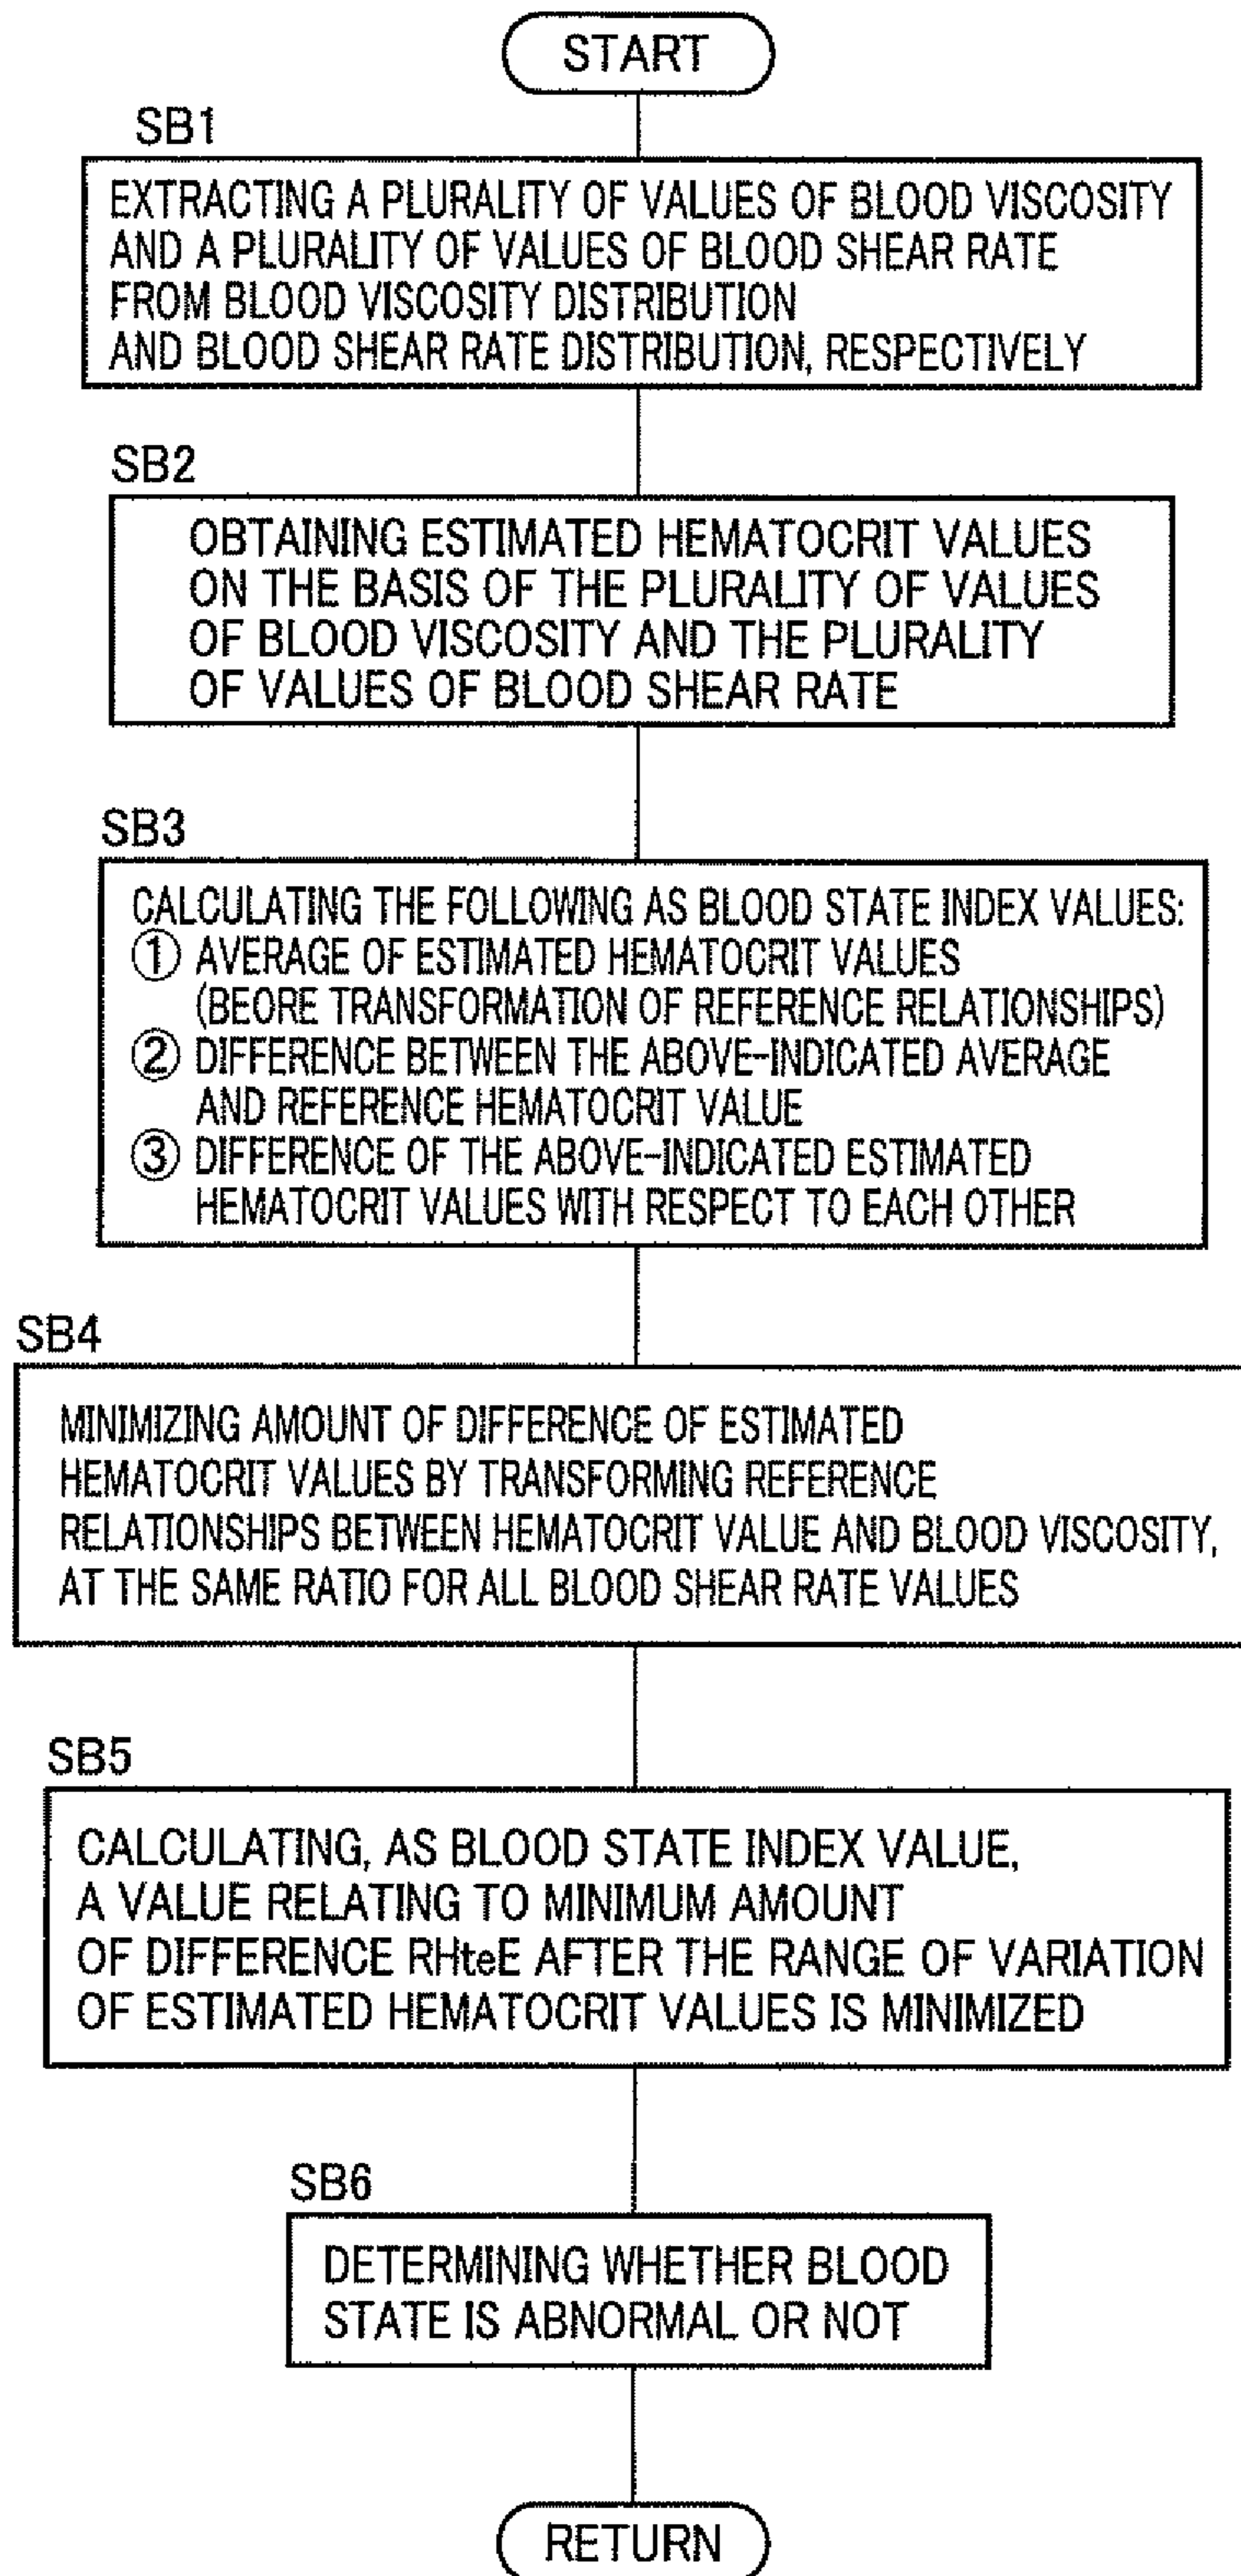 START
SB1
EXTRACTING A PLURALITY OF VALUES OF BLOOD VISCOSITY
AND A PLURALITY OF VALUES OF BLOOD SHEAR RATE
FROM BLOOD VISCOSITY DISTRIBUTION
AND BLOOD SHEAR RATE DISTRIBUTION, RESPECTIVELY
SB2
OBTAINING ESTIMATED HEMATOCRIT VALUES
ON THE BASIS OF THE PLURALITY OF VALUES
OF BLOOD VISCOSITY AND THE PLURALITY
OF VALUES OF BLOOD SHEAR RATE
SB3
CALCULATING THE FOLLOWING AS BLOOD STATE INDEX VALUES:
① AVERAGE OF ESTIMATED HEMATOCRIT VALUES
(BEORE TRANSFORMATION OF REFERENCE RELATIONSHIPS)
② DIFFERENCE BETWEEN THE ABOVE-INDICATED AVERAGE
AND REFERENCE HEMATOCRIT VALUE
③ DIFFERENCE OF THE ABOVE-INDICATED ESTIMATED
HEMATOCRIT VALUES WITH RESPECT TO EACH OTHER
SB4
MINIMIZING AMOUNT OF DIFFERENCE OF ESTIMATED
HEMATOCRIT VALUES BY TRANSFORMING REFERENCE
RELATIONSHIPS BETWEEN HEMATOCRIT VALUE AND BLOOD VISCOSITY,
AT THE SAME RATIO FOR ALL BLOOD SHEAR RATE VALUES
SB5
CALCULATING, AS BLOOD STATE INDEX VALUE,
A VALUE RELATING TO MINIMUM AMOUNT
OF DIFFERENCE RHteE AFTER THE RANGE OF VARIATION
OF ESTIMATED HEMATOCRIT VALUES IS MINIMIZED
SB6
DETERMINING WHETHER BLOOD
STATE IS ABNORMAL OR NOT
RETURN